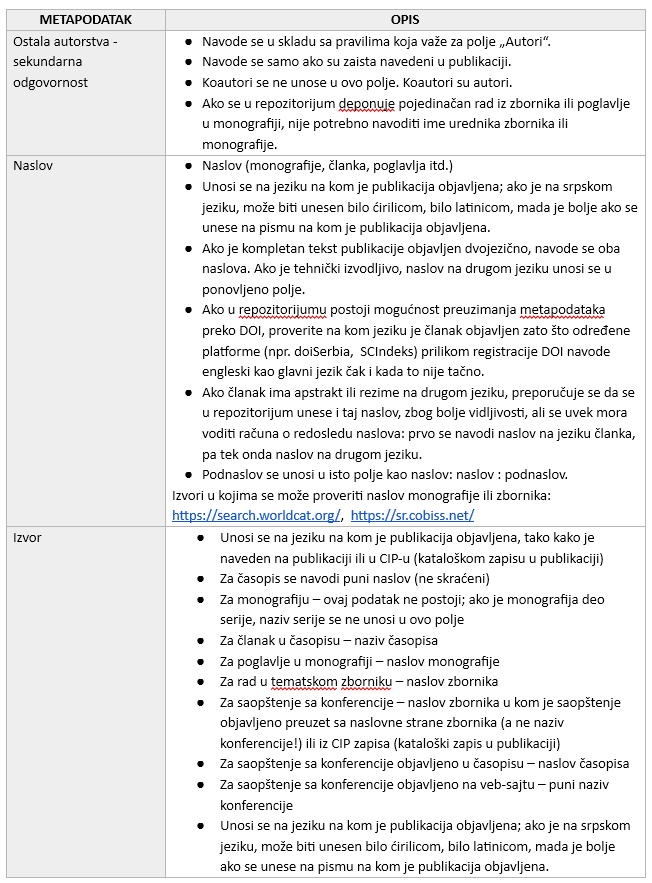 METAPODATAK OPIS
Ostala autorstva -
sekundarna
odgovornost
● Navode se u skladu sa pravilima koja važe za polje „Autori“.
● Navode se samo ako su zaista navedeni u publikaciji.
● Koautori se ne unose u ovo polje. Koautori su autori.
● Ako se u repozitorijum deponuje pojedinačan rad iz zbornika ili poglavlje
u monografiji, nije potrebno navoditi ime urednika zbornika ili
monografije.
Naslov
● Naslov (monografije, članka, poglavlja itd.)
● Unosi se na jeziku na kom je publikacija objavljena; ako je na srpskom
jeziku, može biti unesen bilo ćirilicom, bilo latinicom, mada je bolje ako se
unese na pismu na kom je publikacija objavljena.
● Ako je kompletan tekst publikacije objavljen dvojezično, navode se oba
naslova. Ako je tehnički izvodljivo, naslov na drugom jeziku unosi se u
ponovljeno polje.
● Ako u repozitorijumu postoji mogućnost preuzimanja metapodataka
preko DOI, proverite na kom jeziku je članak objavljen zato što određene
platforme (npr. doiSerbia, SCIndeks) prilikom registracije DOI navode
engleski kao glavni jezik čak i kada to nije tačno.
● Ako članak ima apstrakt ili rezime na drugom jeziku, preporučuje se da se
u repozitorijum unese i taj naslov, zbog bolje vidljivosti, ali se uvek mora
voditi računa o redosledu naslova: prvo se navodi naslov na jeziku članka,
pa tek onda naslov na drugom jeziku.
● Podnaslov se unosi u isto polje kao naslov: naslov : podnaslov.
Izvori u kojima se može proveriti naslov monografije ili zbornika:
https://search.worldcat.org/, https://sr.cobiss.net/
Izvor
● Unosi se na jeziku na kom je publikacija objavljena, tako kako je
naveden na publikaciji ili u CIP-u (kataloškom zapisu u publikaciji)
● Za časopis se navodi puni naslov (ne skraćeni)
● Za monografiju – ovaj podatak ne postoji; ako je monografija deo
serije, naziv serije se ne unosi u ovo polje
● Za članak u časopisu – naziv časopisa
● Za poglavlje u monografiji – naslov monografije
● Za rad u tematskom zborniku – naslov zbornika
● Za saopštenje sa konferencije – naslov zbornika u kom je saopštenje
objavljeno preuzet sa naslovne strane zbornika (a ne naziv
konferencije!) ili iz CIP zapisa (kataloški zapis u publikaciji)
● Za saopštenje sa konferencije objavljeno u časopisu – naslov časopisa
● Za saopštenje sa konferencije objavljeno na veb-sajtu – puni naziv
konferencije
● Unosi se na jeziku na kom je publikacija objavljena; ako je na srpskom
jeziku, može biti unesen bilo ćirilicom, bilo latinicom, mada je bolje
ako se unese na pismu na kom je publikacija objavljena.